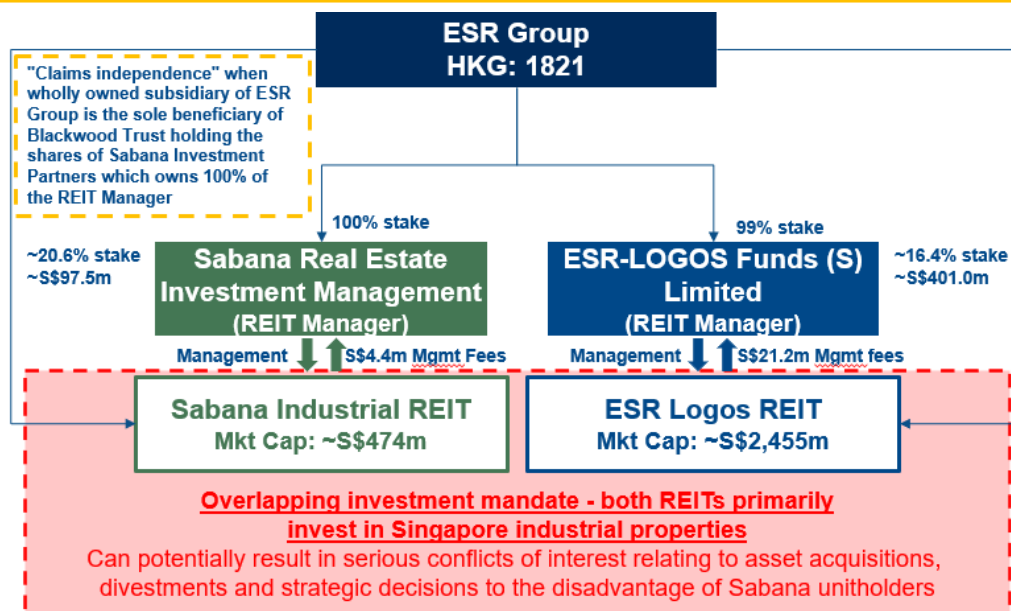 ESR Group
HKG: 1821
"Claims independence" when
wholly owned subsidiary of ESR
Group is the sole beneficiary of
Blackwood Trust holding the
shares of Sabana Investment
Partners which owns 100% of
the REIT Manager
100% stake
99% stake
~20.6% stake
~S$97.5m
Sabana Real Estate
Investment Management
(REIT Manager)
ESR-LOGOS Funds (S)
Limited
(REIT Manager)
~16.4% stake
~S$401.0m
Management
S$4.4m Mgmt Fees
Management
S$21.2m Mgmt fees
Sabana Industrial REIT
Mkt Cap: ~S$474m
ESR Logos REIT
Mkt Cap: ~S$2,455m
Overlapping investment mandate - both REITs primarily
invest in Singapore industrial properties
Can potentially result in serious conflicts of interest relating to asset acquisitions,
divestments and strategic decisions to the disadvantage of Sabana unitholders